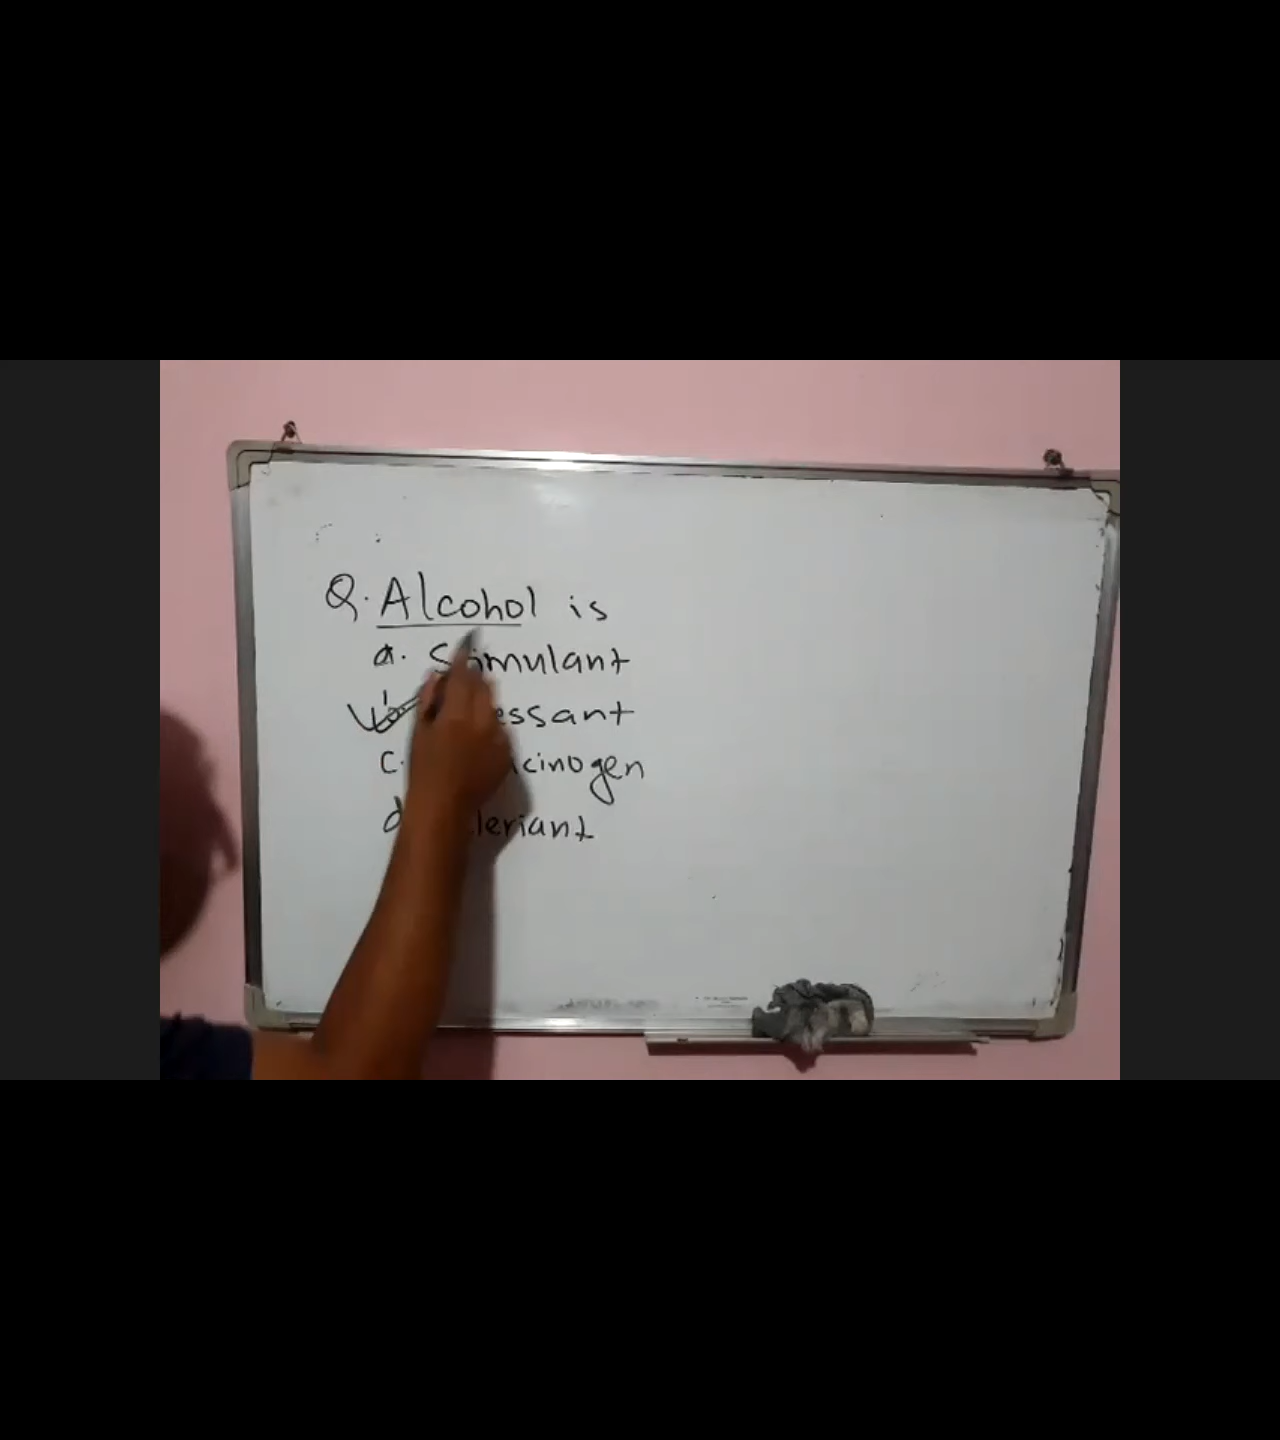 Q. Alcohol is
a. Stimulant
b. essant
c. cinogen
d. leriant